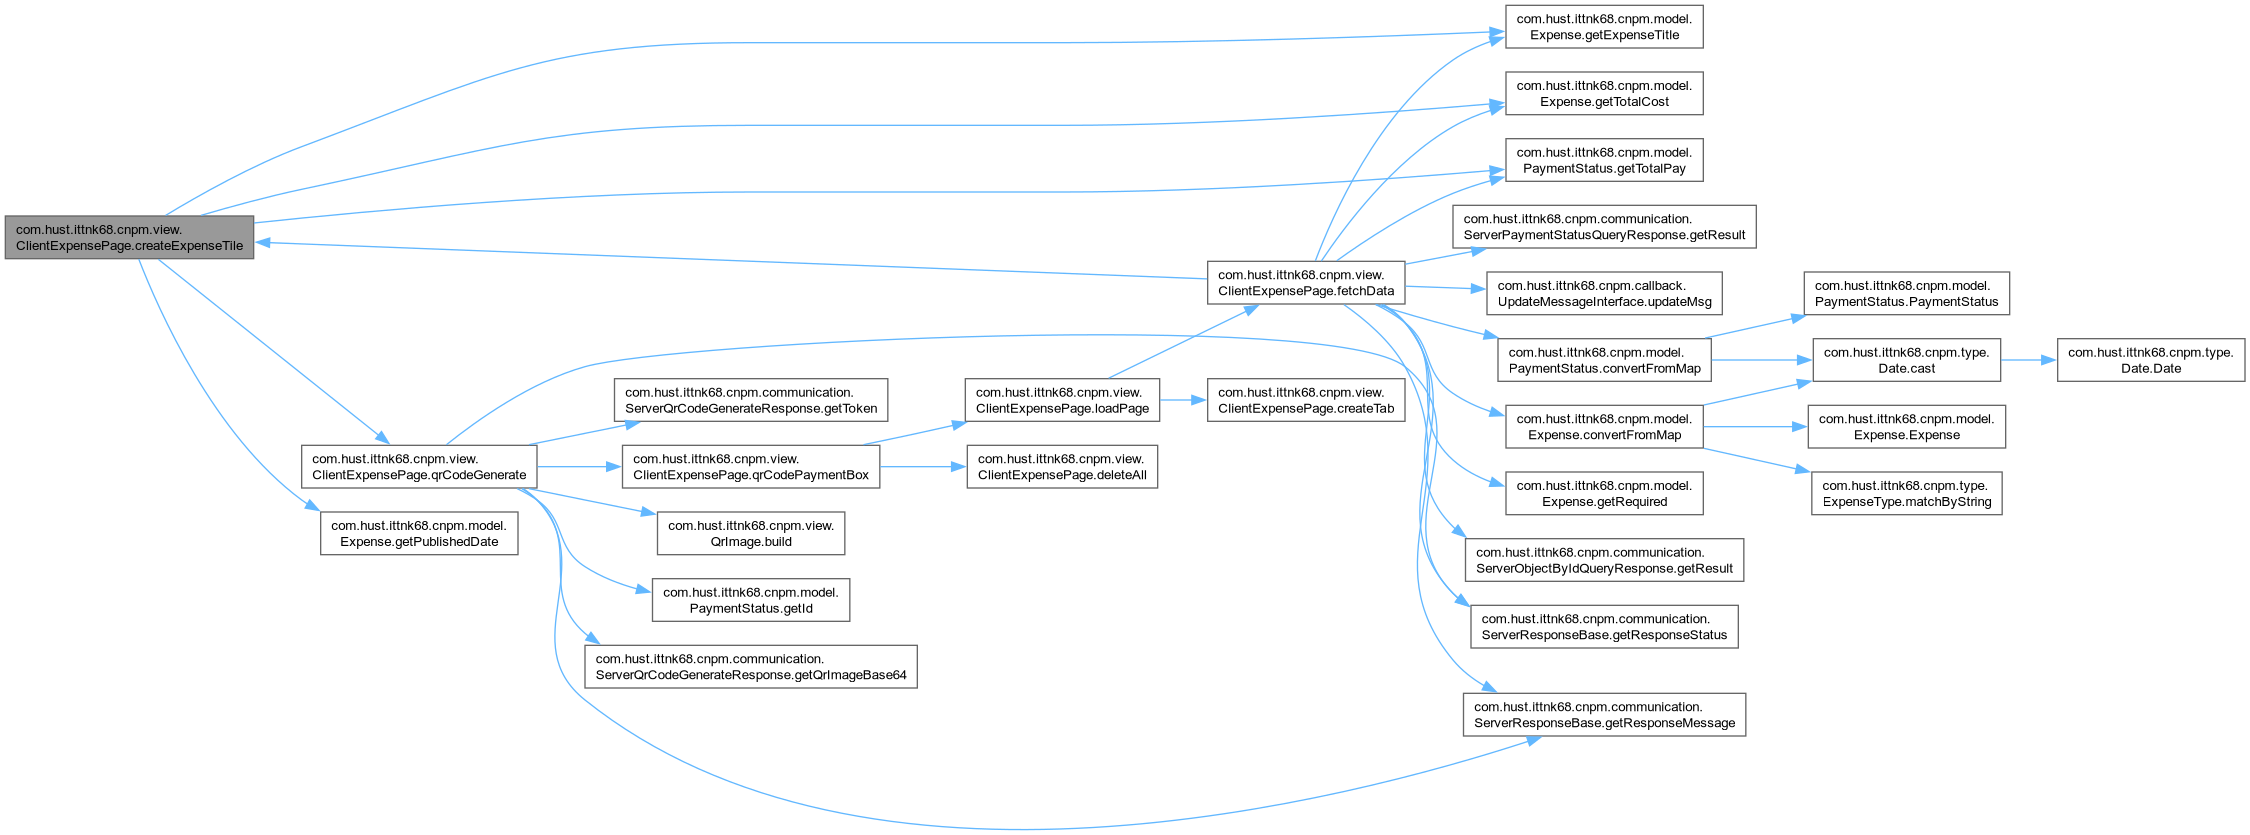 com.hust.ittnk68.cnpm.model.
Expense.getExpenseTitle
com.hust.ittnk68.cnpm.model.
Expense.getTotalCost
com.hust.ittnk68.cnpm.model.
PaymentStatus.getTotalPay
com.hust.ittnk68.cnpm.view.
ClientExpensePage.createExpenseTile
com.hust.ittnk68.cnpm.communication.
ServerPaymentStatusQueryResponse.getResult
com.hust.ittnk68.cnpm.view.
ClientExpensePage.fetchData
com.hust.ittnk68.cnpm.callback.
UpdateMessageInterface.updateMsg
com.hust.ittnk68.cnpm.model.
PaymentStatus.PaymentStatus
com.hust.ittnk68.cnpm.model.
PaymentStatus.convertFromMap
com.hust.ittnk68.cnpm.type.
Date.cast
com.hust.ittnk68.cnpm.type.
Date.Date
com.hust.ittnk68.cnpm.communication.
ServerQrCodeGenerateResponse.getToken
com.hust.ittnk68.cnpm.view.
ClientExpensePage.loadPage
com.hust.ittnk68.cnpm.view.
ClientExpensePage.createTab
com.hust.ittnk68.cnpm.model.
Expense.convertFromMap
com.hust.ittnk68.cnpm.model.
Expense.Expense
com.hust.ittnk68.cnpm.view.
ClientExpensePage.qrCodeGenerate
com.hust.ittnk68.cnpm.view.
ClientExpensePage.qrCodePaymentBox
com.hust.ittnk68.cnpm.view.
ClientExpensePage.deleteAll
com.hust.ittnk68.cnpm.model.
Expense.getRequired
com.hust.ittnk68.cnpm.type.
ExpenseType.matchByString
com.hust.ittnk68.cnpm.model.
Expense.getPublishedDate
com.hust.ittnk68.cnpm.view.
QrImage.build
com.hust.ittnk68.cnpm.communication.
ServerObjectByIdQueryResponse.getResult
com.hust.ittnk68.cnpm.model.
PaymentStatus.getId
com.hust.ittnk68.cnpm.communication.
ServerResponseBase.getResponseStatus
com.hust.ittnk68.cnpm.communication.
ServerQrCodeGenerateResponse.getQrImageBase64
com.hust.ittnk68.cnpm.communication.
ServerResponseBase.getResponseMessage